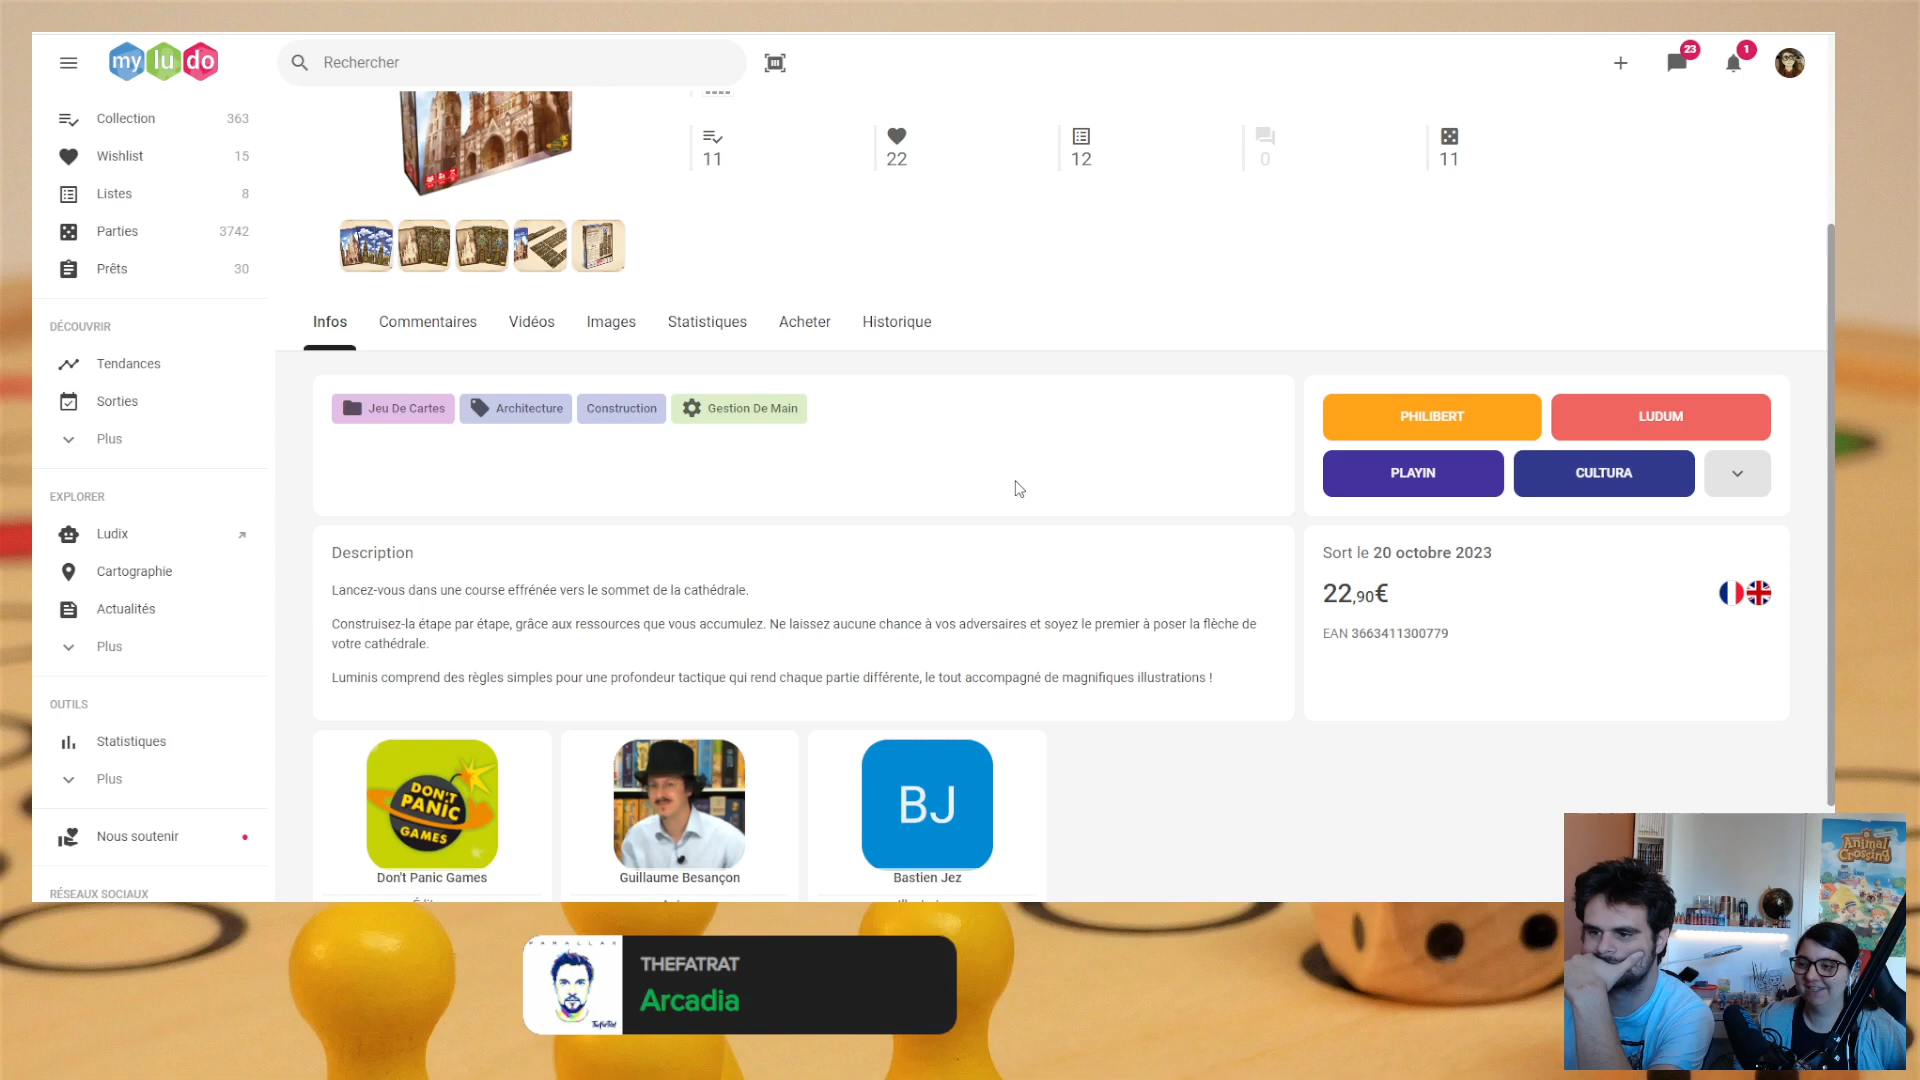 my lu do
Rechercher
23
1
Collection 363
Wishlist 15
Listes 8
Parties 3742
Prêts 30
DÉCOUVRIR
Tendances
Sorties
Plus
EXPLORER
Ludix
Cartographie
Actualités
Plus
OUTILS
Statistiques
Plus
Nous soutenir
RÉSEAUX SOCIAUX
11
22
12
0
11
Infos
Commentaires
Vidéos
Images
Statistiques
Acheter
Historique
Jeu De Cartes
Architecture
Construction
Gestion De Main
PHILIBERT
LUDUM
PLAYIN
CULTURA
Description
Lancez-vous dans une course effrénée vers le sommet de la cathédrale.
Construisez-la étape par étape, grâce aux ressources que vous accumulez. Ne laissez aucune chance à vos adversaires et soyez le premier à poser la flèche de
votre cathédrale.
Luminis comprend des règles simples pour une profondeur tactique qui rend chaque partie différente, le tout accompagné de magnifiques illustrations !
Sort le 20 octobre 2023
22,90€
EAN 3663411300779
DON'T
PANIC
GAMES
BJ
Don't Panic Games
Guillaume Besançon
Bastien Jez
PARALLAX
TheFatRat
THEFATRAT
Arcadia
Animal
Crossing